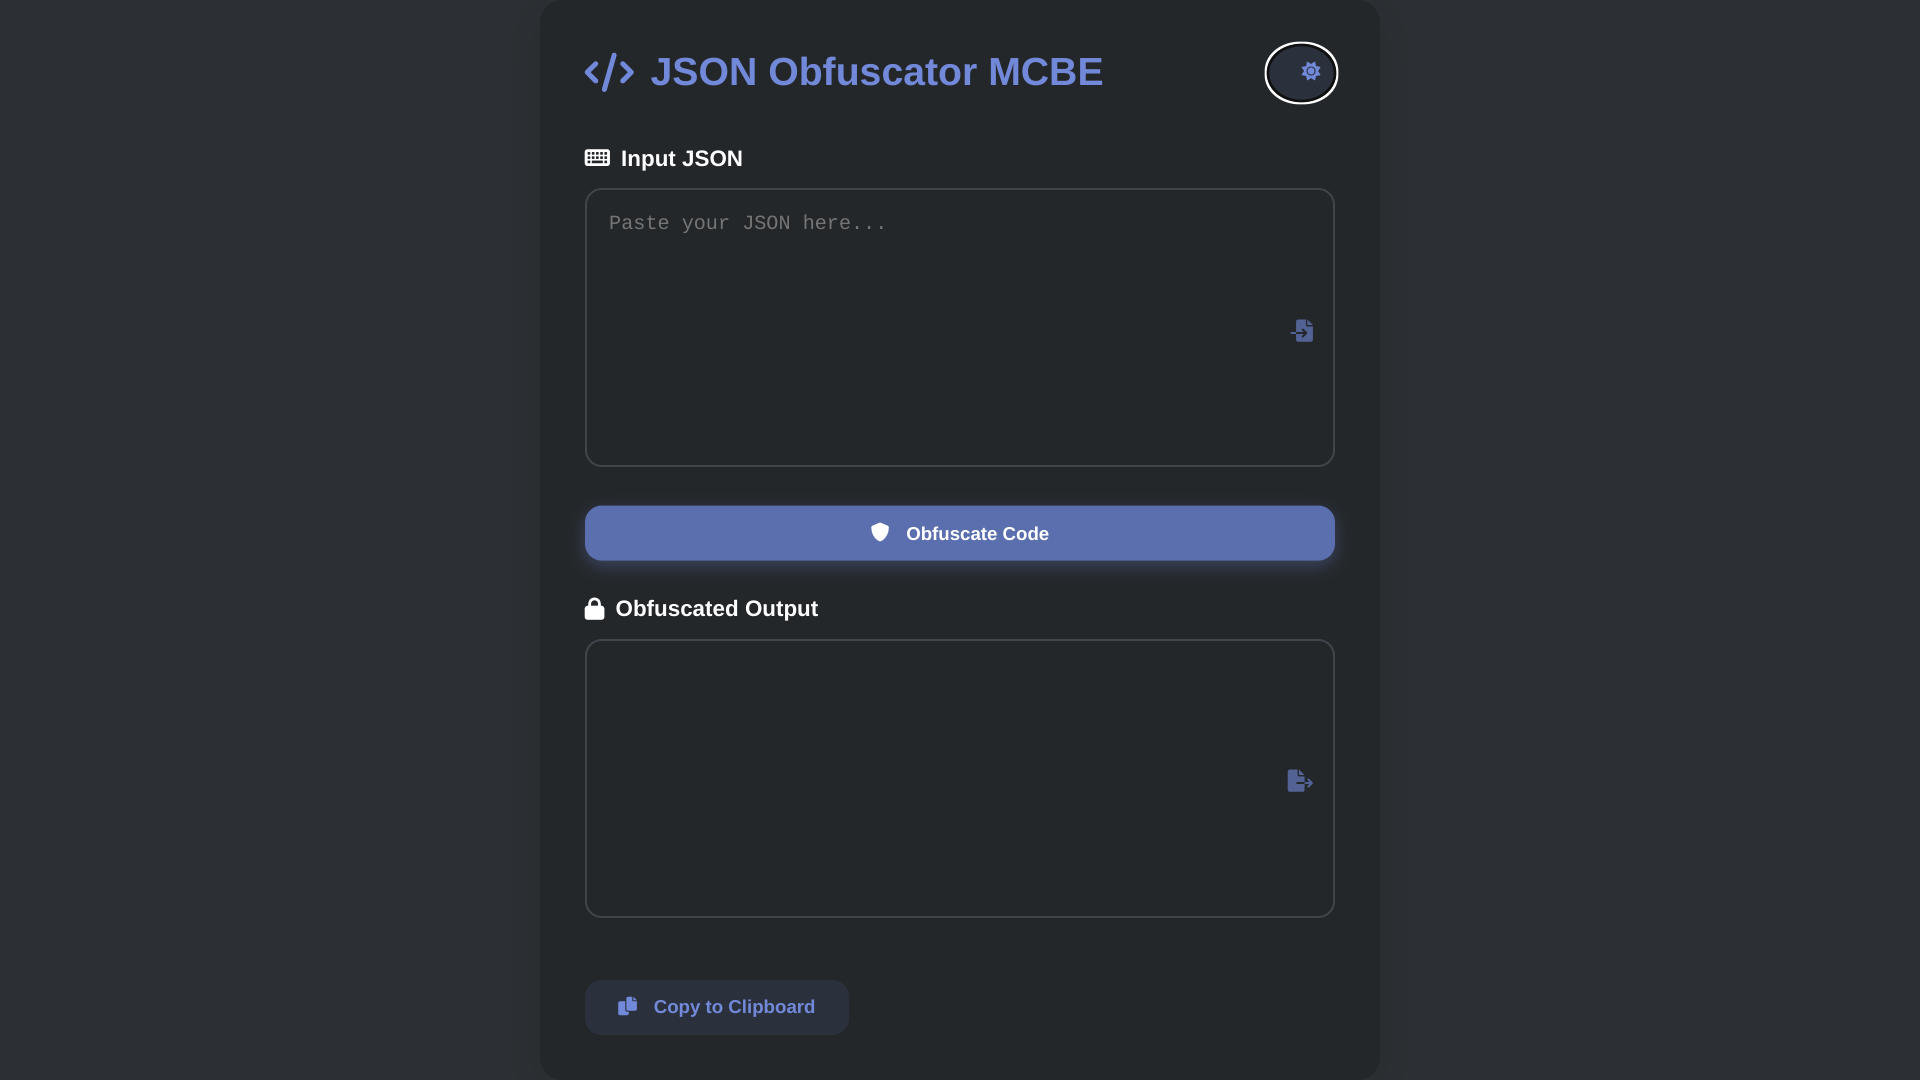 JSON Obfuscator MCBE
Input JSON
Paste your JSON here...
Obfuscate Code
Obfuscated Output
Copy to Clipboard